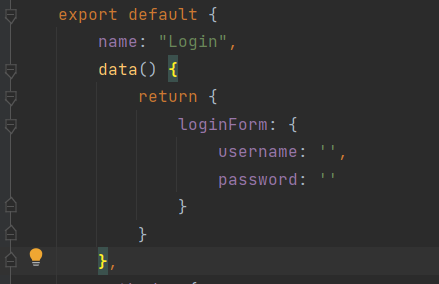 export default {
    name: "Login",
    data() {
        return {
            loginForm: {
                username: '',
                password: ''
            }
        }
    },